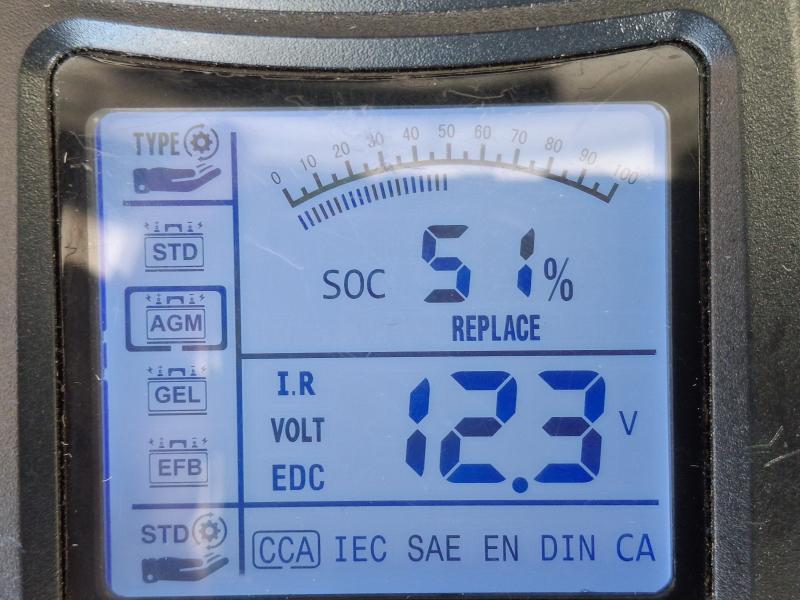 TYPE
0 10 20 30 40 50 60 70 80 90 100
STD
SOC 51%
AGM
REPLACE
GEL
I.R
VOLT
12.3 V
EFB
EDC
STD
CCA IEC SAE EN DIN CA